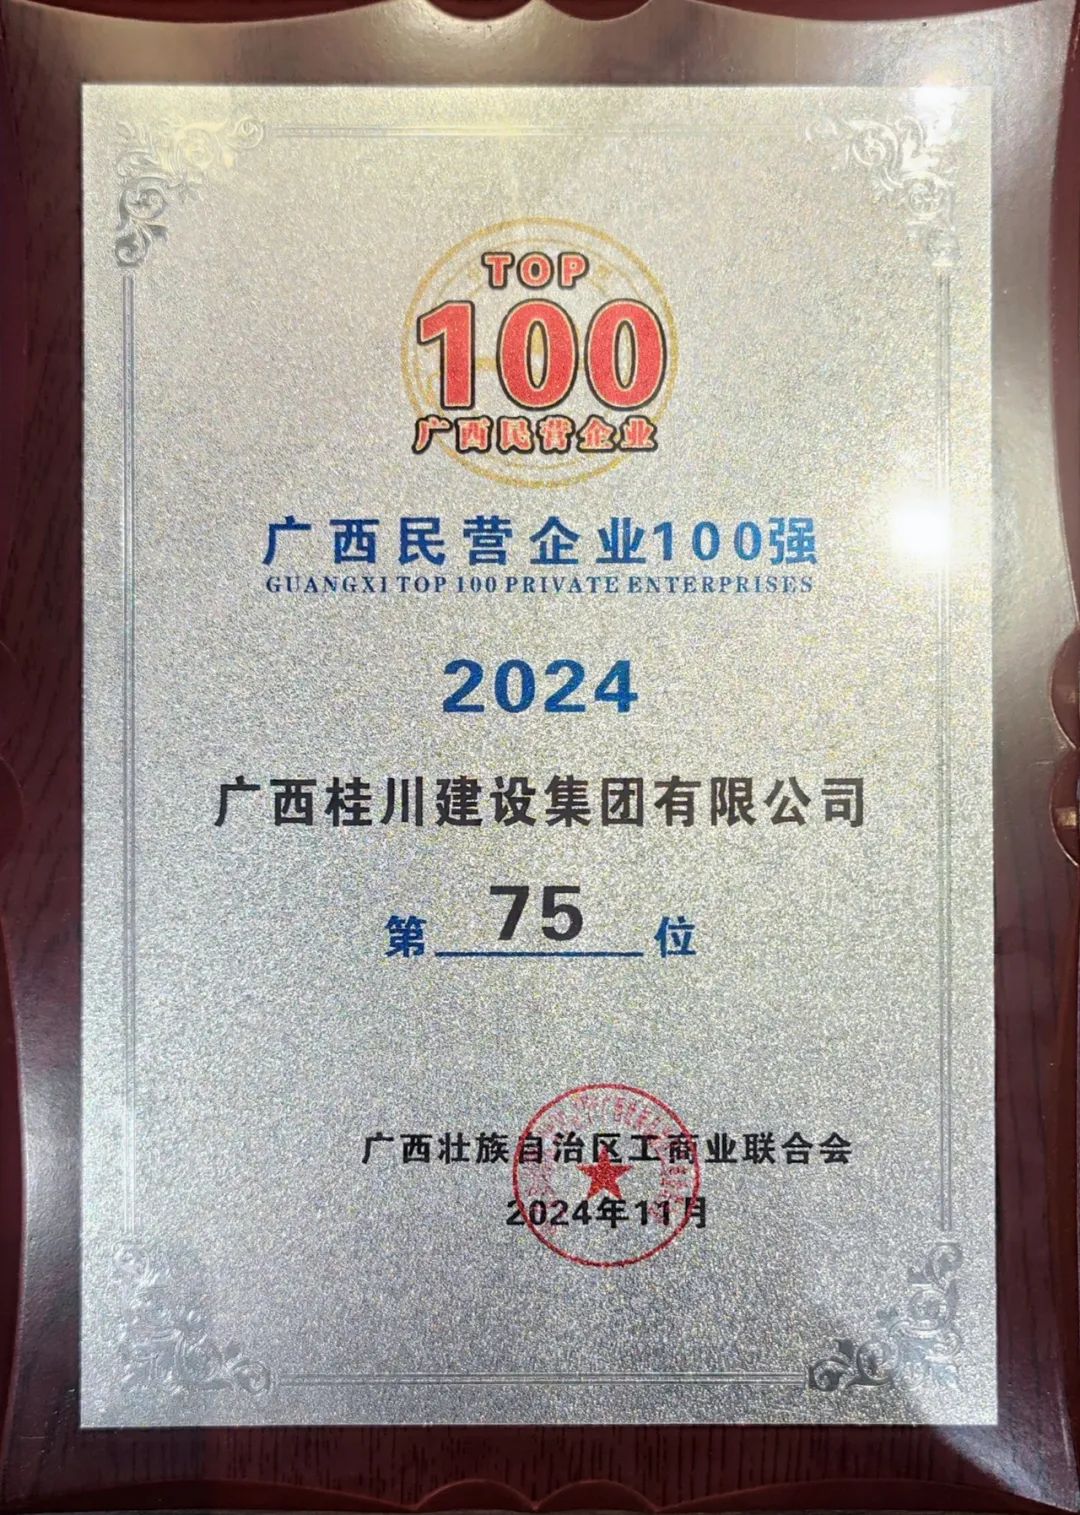 TOP
100
广西民营企业
广西民营企业100强
GUANGXI TOP 100 PRIVATE ENTERPRISES
2024
广西桂川建设集团有限公司
第 75 位
广西壮族自治区工商业联合会
2024年11月